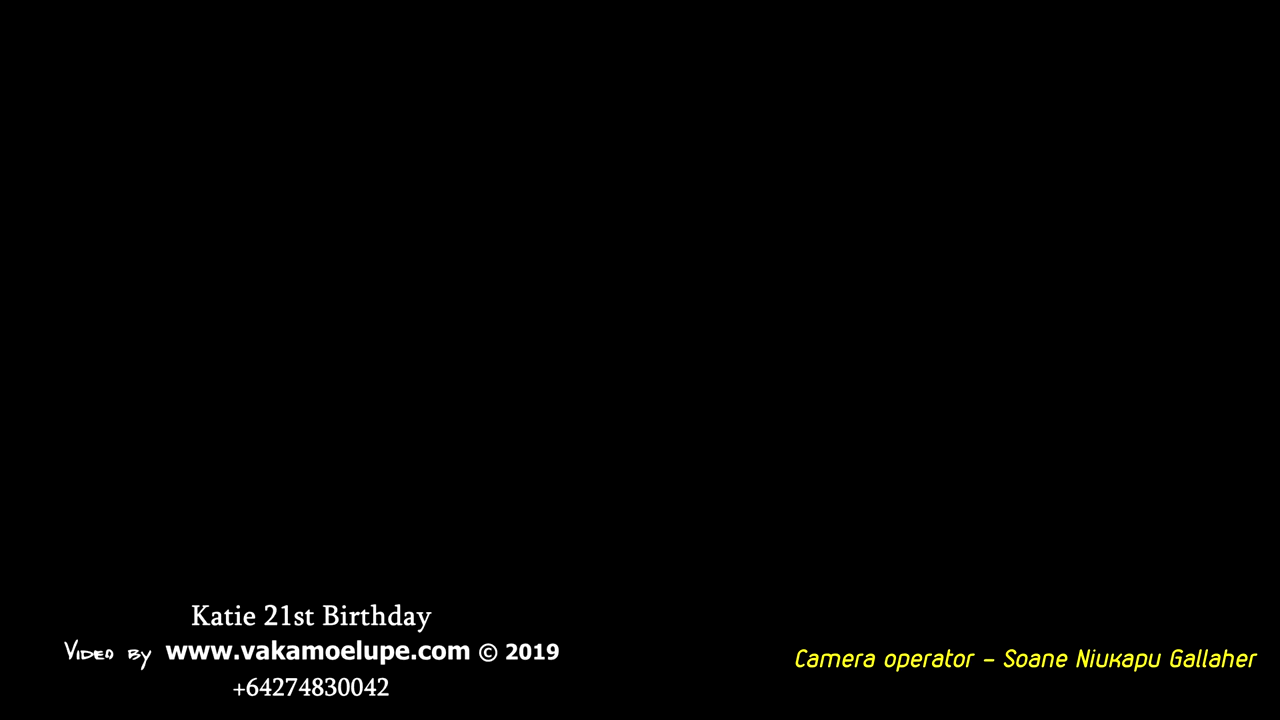 Katie 21st Birthday
Video by www.vakamoelupe.com © 2019
+64274830042
Camera operator - Soane Niukapu Gallaher